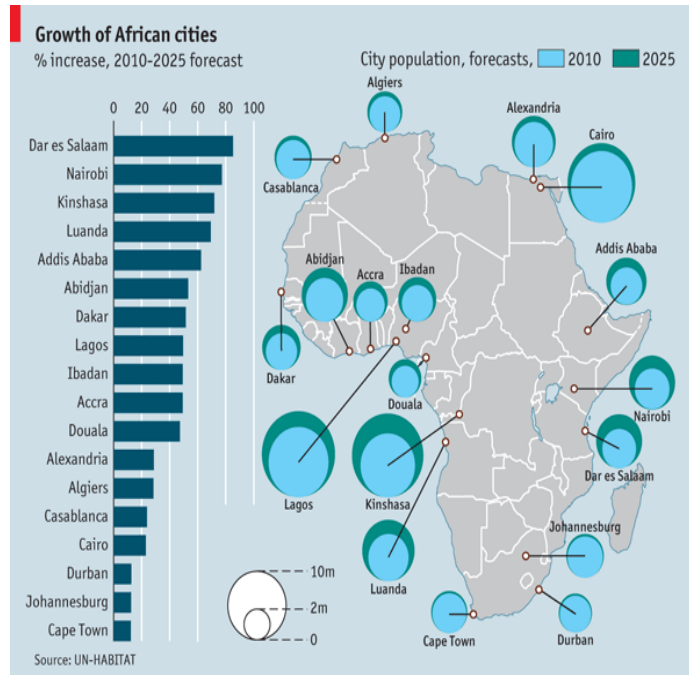 Growth of African cities
% increase, 2010-2025 forecast
0 20 40 60 80 100
Dar es Salaam
Nairobi
Kinshasa
Luanda
Addis Ababa
Abidjan
Dakar
Lagos
Ibadan
Accra
Douala
Alexandria
Algiers
Casablanca
Cairo
Durban
Johannesburg
Cape Town
Source: UN-HABITAT
City population, forecasts, 2010 2025
Algiers
Alexandria
Cairo
Casablanca
Addis Ababa
Abidjan
Accra
Ibadan
Dakar
Douala
Nairobi
Lagos
Kinshasa
Dar es Salaam
Johannesburg
Luanda
Cape Town
Durban
10m
2m
0